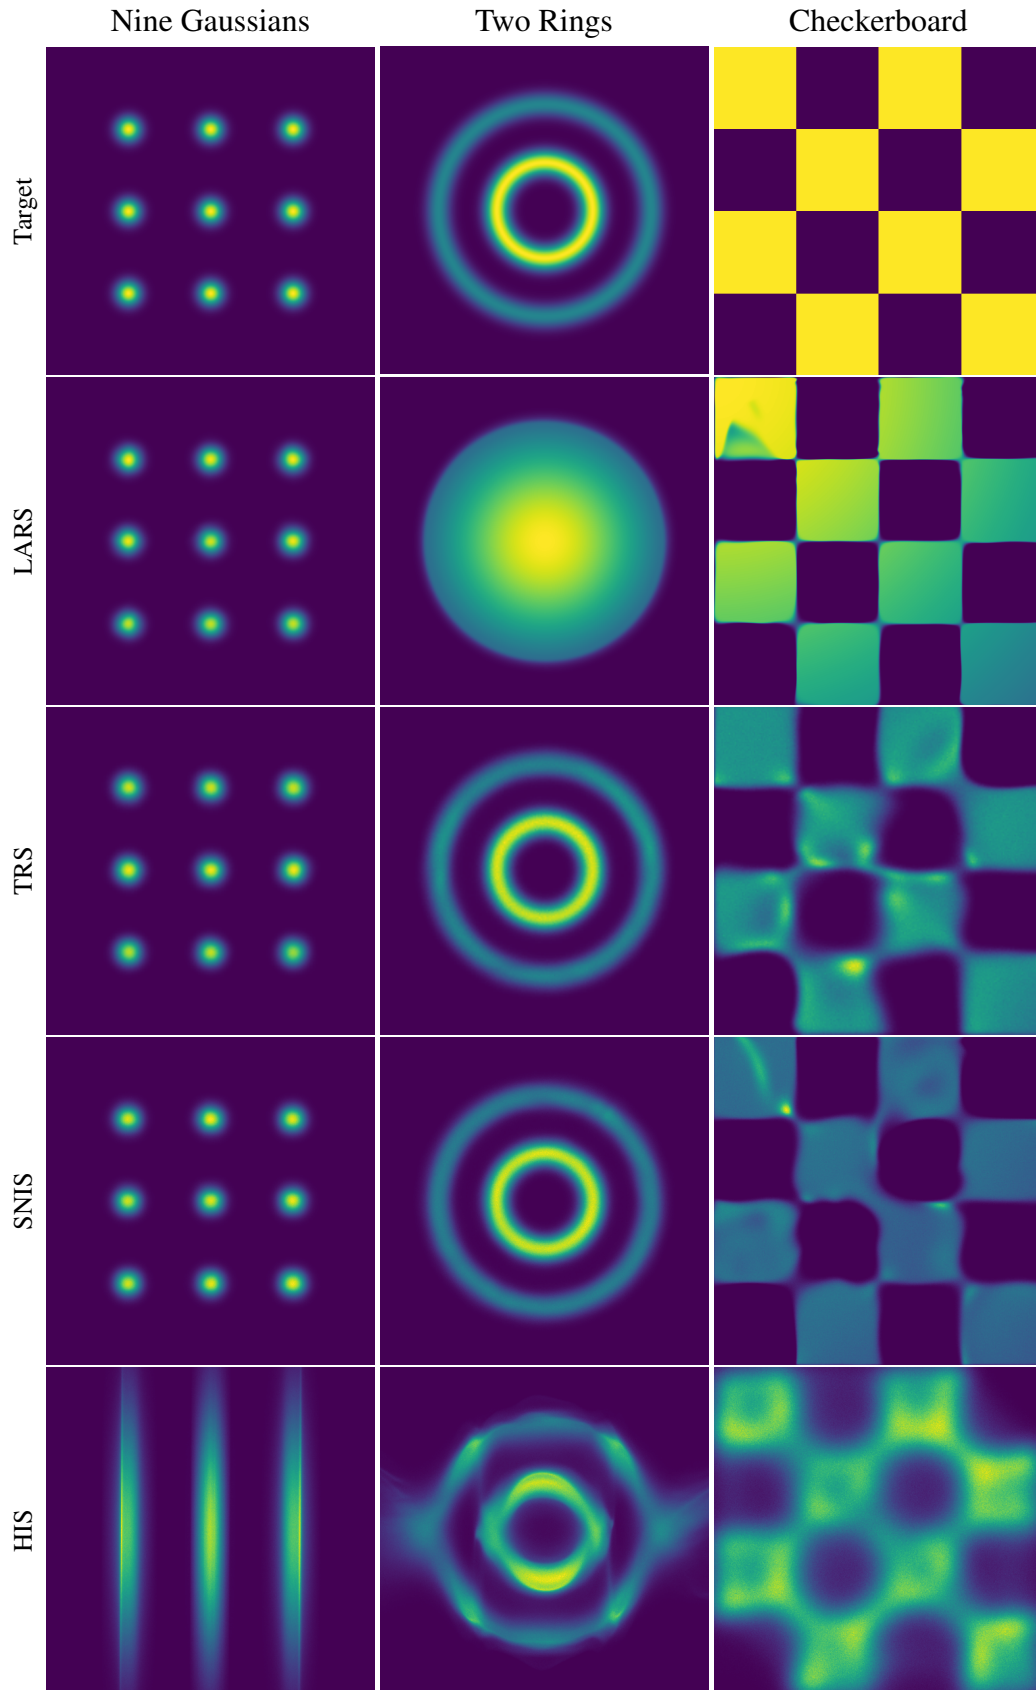 Nine Gaussians
Two Rings
Checkerboard
Target
LARS
TRS
SNIS
HIS